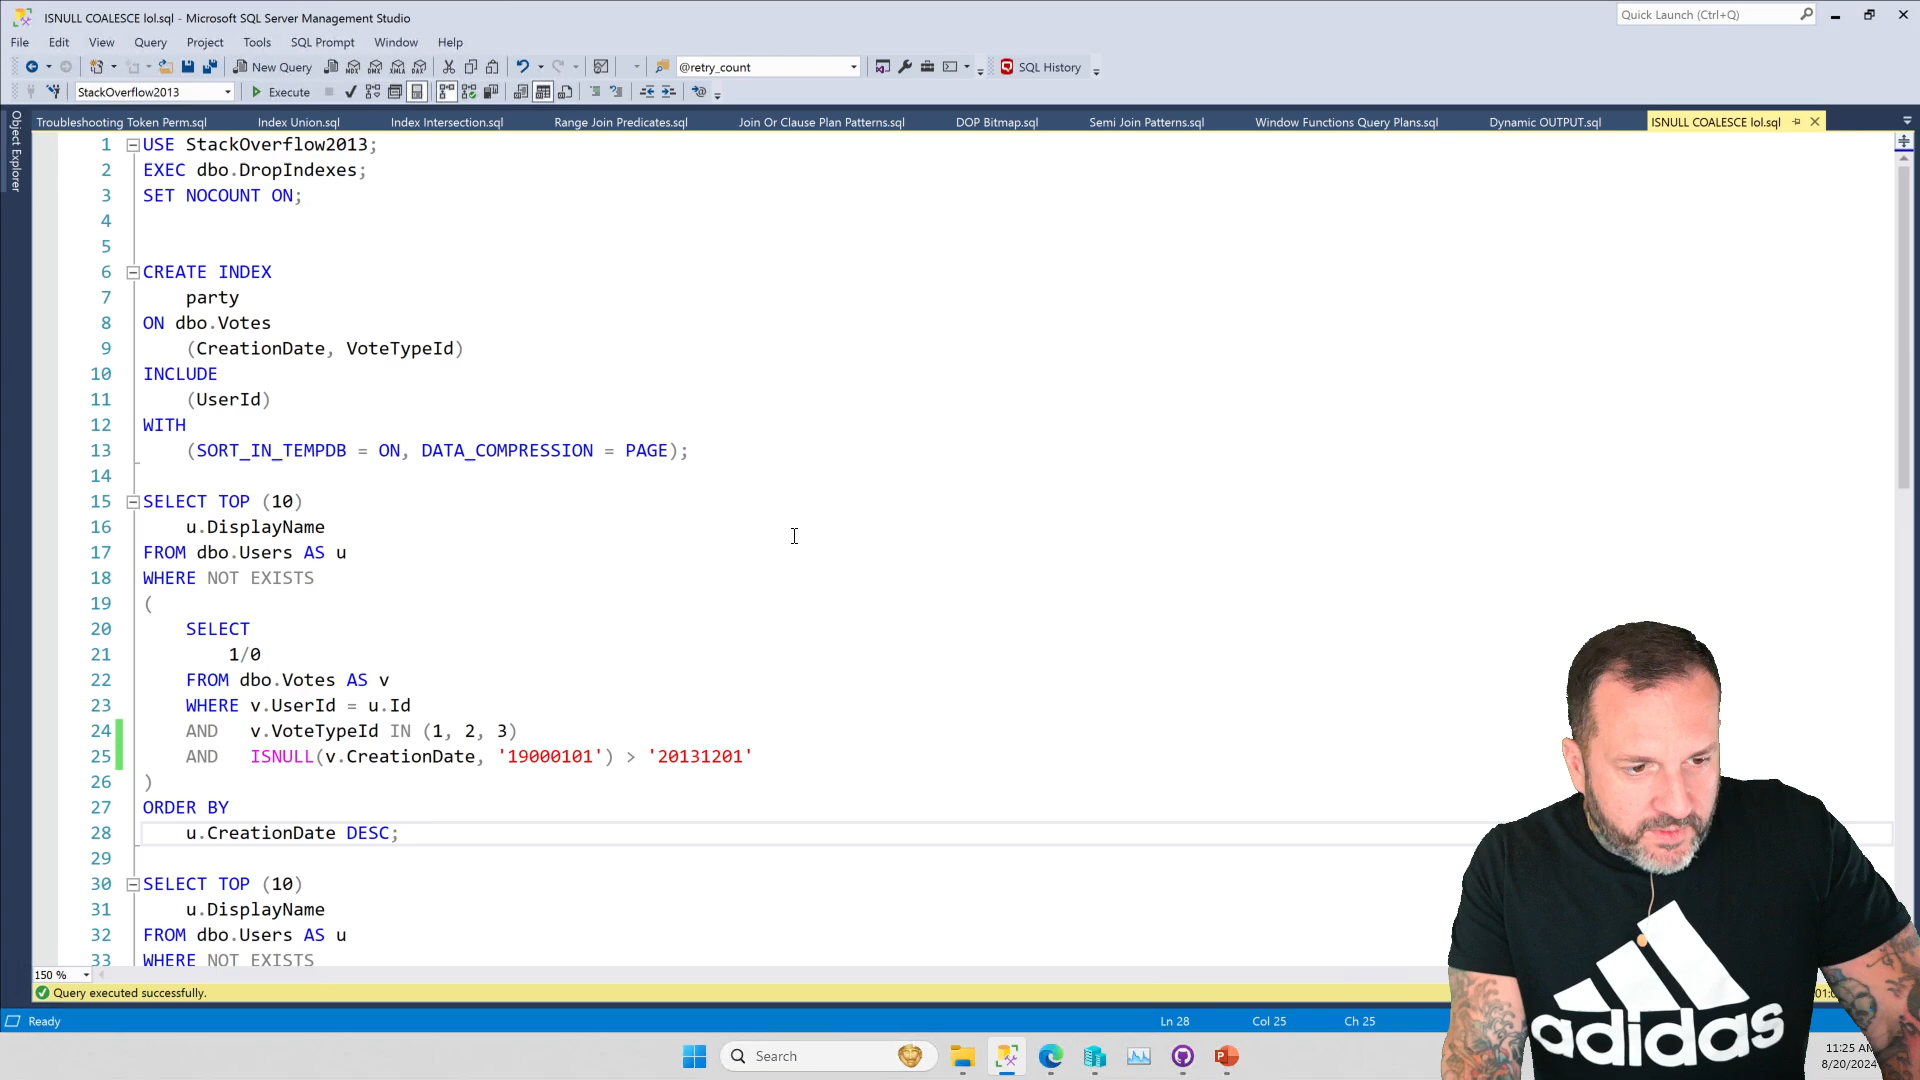 ISNULL COALESCE lol.sql - Microsoft SQL Server Management Studio
Quick Launch (Ctrl+Q)
File Edit View Query Project Tools SQL Prompt Window Help
New Query
MDX DMX XMLA DAX
@retry_count
SQL History
StackOverflow2013
Execute
Object Explorer
Troubleshooting Token Perm.sql Index Union.sql Index Intersection.sql Range Join Predicates.sql Join Or Clause Plan Patterns.sql DOP Bitmap.sql Semi Join Patterns.sql Window Functions Query Plans.sql Dynamic OUTPUT.sql ISNULL COALESCE lol.sql
1 USE StackOverflow2013;
2 EXEC dbo.DropIndexes;
3 SET NOCOUNT ON;
4
5
6 CREATE INDEX
7 party
8 ON dbo.Votes
9 (CreationDate, VoteTypeId)
10 INCLUDE
11 (UserId)
12 WITH
13 (SORT_IN_TEMPDB = ON, DATA_COMPRESSION = PAGE);
14
15 SELECT TOP (10)
16 u.DisplayName
17 FROM dbo.Users AS u
18 WHERE NOT EXISTS
19 (
20 SELECT
21 1/0
22 FROM dbo.Votes AS v
23 WHERE v.UserId = u.Id
24 AND v.VoteTypeId IN (1, 2, 3)
25 AND ISNULL(v.CreationDate, '19000101') > '20131201'
26 )
27 ORDER BY
28 u.CreationDate DESC;
29
30 SELECT TOP (10)
31 u.DisplayName
32 FROM dbo.Users AS u
33 WHERE NOT EXISTS
150 %
Query executed successfully.
Ready
Ln 28 Col 25 Ch 25
adidas
Search
11:25 AM
8/20/2024